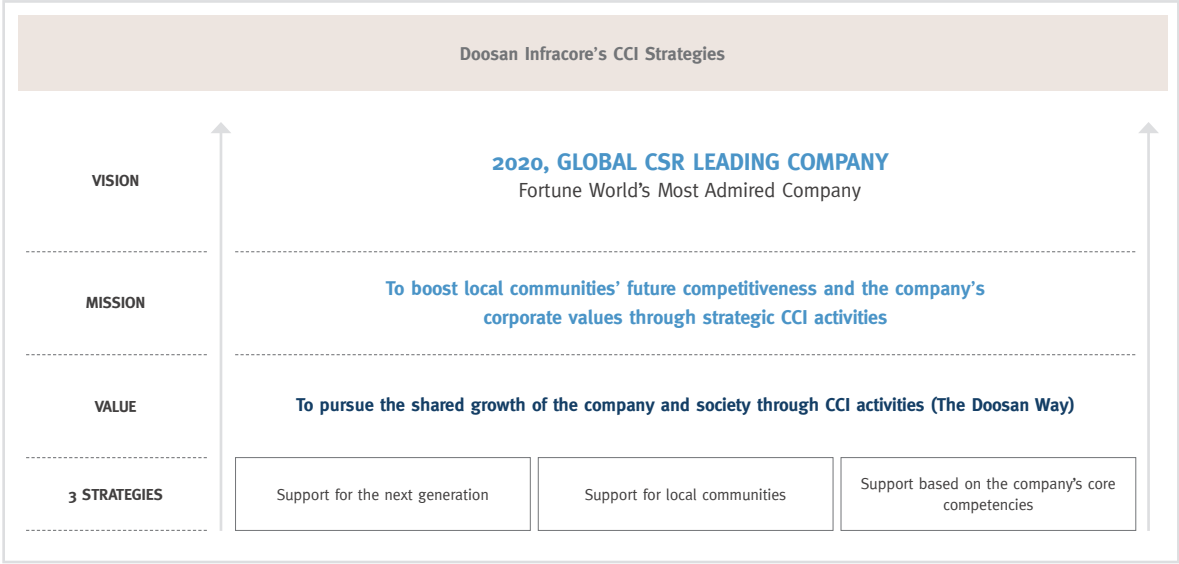 Doosan Infracore's CCI Strategies
VISION
2020, GLOBAL CSR LEADING COMPANY
Fortune World's Most Admired Company
MISSION
To boost local communities' future competitiveness and the company's
corporate values through strategic CCI activities
VALUE
To pursue the shared growth of the company and society through CCI activities (The Doosan Way)
3 STRATEGIES
Support for the next generation
Support for local communities
Support based on the company's core
competencies